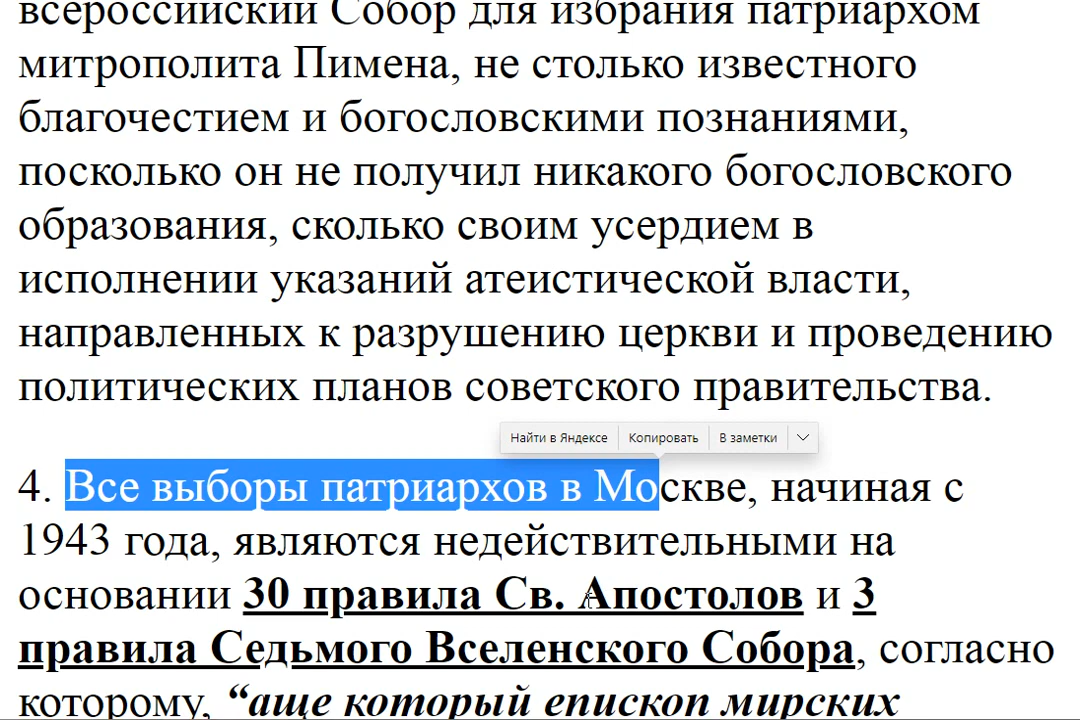 всероссийский Собор для избрания патриархом
митрополита Пимена, не столько известного
благочестием и богословскими познаниями,
поскольку он не получил никакого богословского
образования, сколько своим усердием в
исполнении указаний атеистической власти,
направленных к разрушению церкви и проведению
политических планов советского правительства.
Найти в Яндексе Копировать В заметки
4. Все выборы патриархов в Москве, начиная с
1943 года, являются недействительными на
основании 30 правила Св. Апостолов и 3
правила Седьмого Вселенского Собора, согласно
которому, “аще который епископ мирских